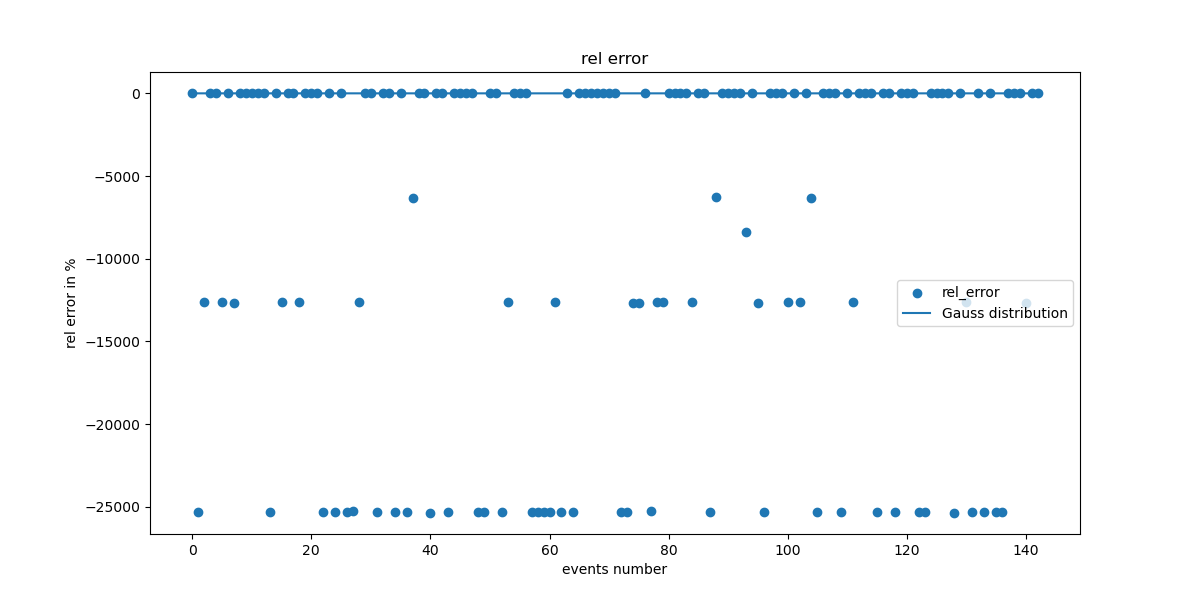 rel error
0
−5000
−10000
−15000
−20000
−25000
rel error in %
rel_error
Gauss distribution
0 20 40 60 80 100 120 140
events number